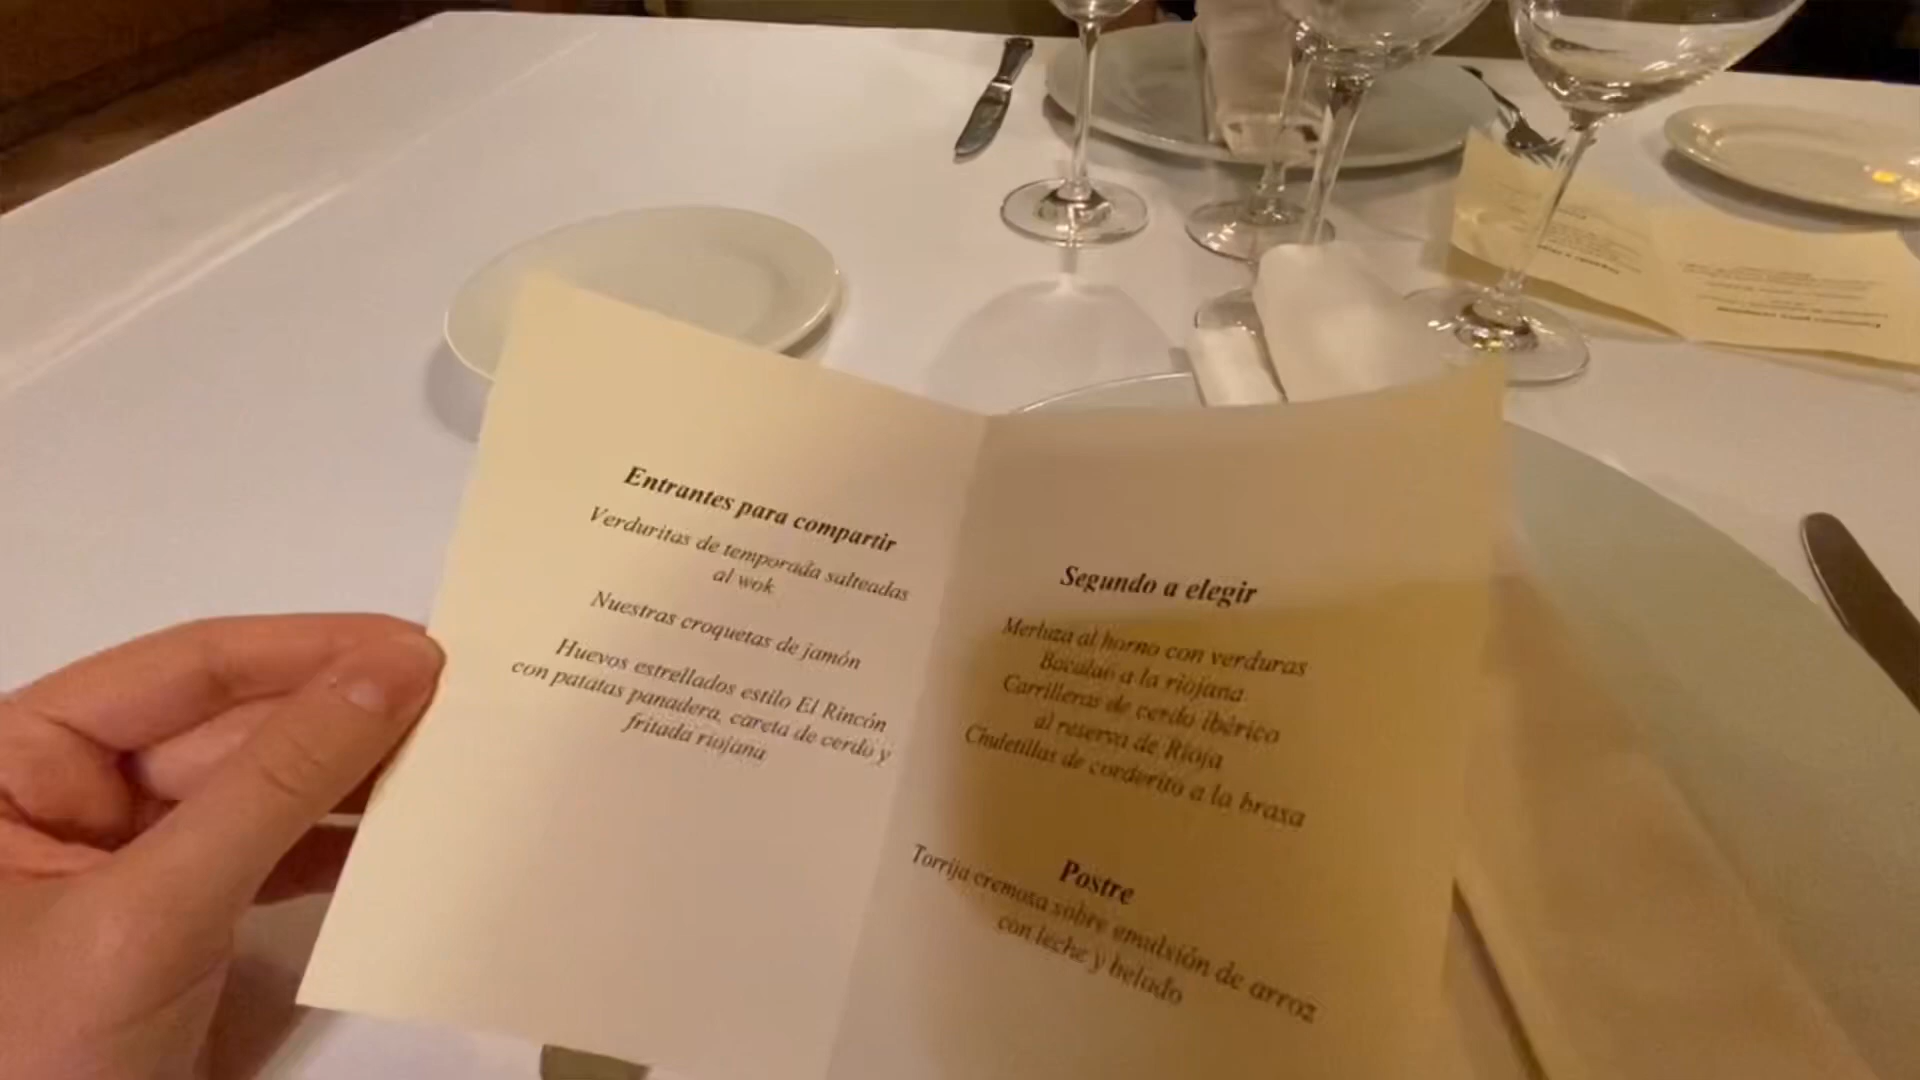 Entrantes para compartir
Verduritas de temporada salteadas
al wok
Nuestras croquetas de jamón
Huevos estrellados estilo El Rincón
con patatas panadera, careta de cerdo y
fritada riojana
Segundo a elegir
Merluza al horno con verduras
Bacalao a la riojana
Carrilleras de cerdo ibérico
al reserva de Rioja
Chuletillas de corderito a la brasa
Postre
Torrija cremosa sobre emulsión de arroz
con leche y helado